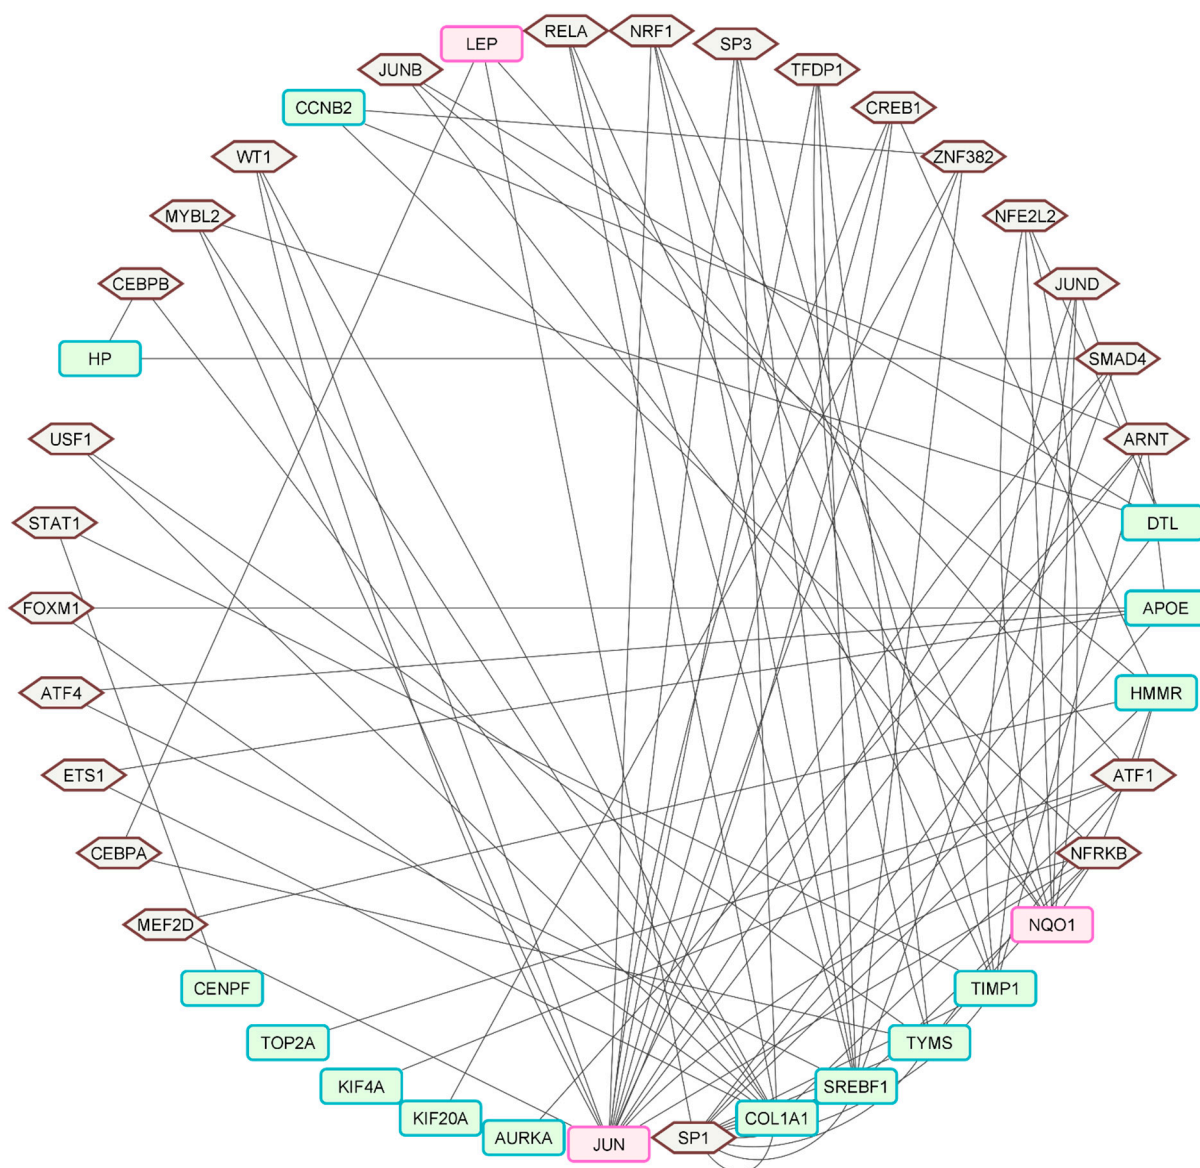 LEP
RELA
NRF1
SP3
JUNB
TFDP1
CCNB2
CREB1
WT1
ZNF382
MYBL2
NFE2L2
CEBPB
JUND
HP
SMAD4
USF1
ARNT
STAT1
DTL
FOXM1
APOE
ATF4
HMMR
ETS1
ATF1
CEBPA
NFRKB
MEF2D
NQO1
CENPF
TIMP1
TOP2A
TYMS
KIF4A
SREBF1
KIF20A
COL1A1
AURKA
JUN
SP1